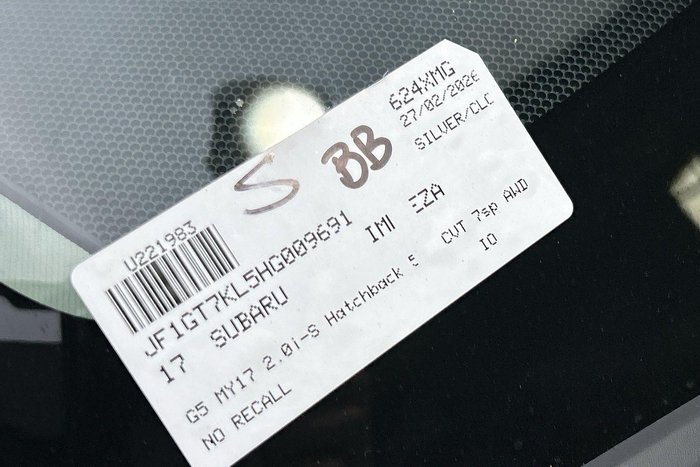 624XMG
27/02/2026
SILVER/CLC
S BB
U221983
JF1GT7KL5HG009691
17 SUBARU IMP EZA
G5 MY17 2.0i-S Hatchback 5 CVT 7sp AWD
NO RECALL IO